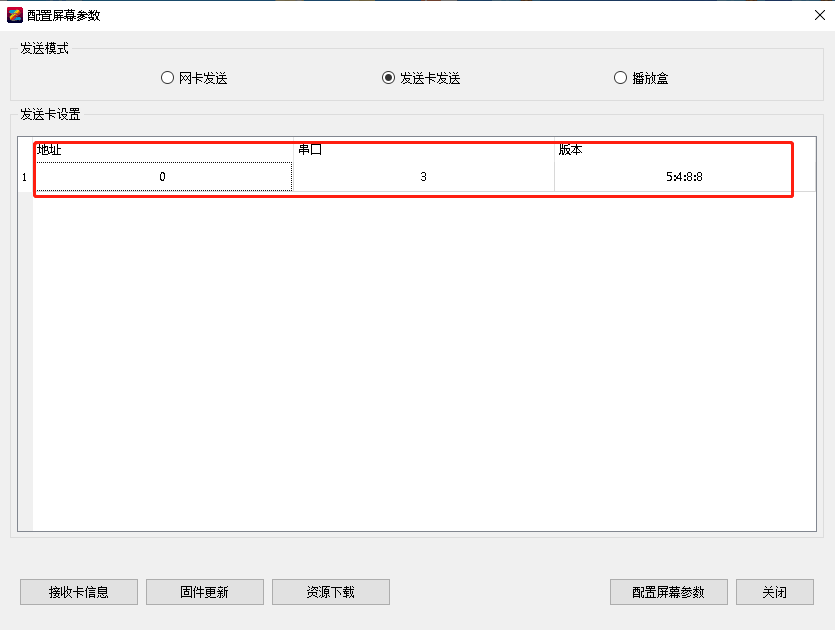 配置屏幕参数
发送模式
网卡发送 发送卡发送 播放盒
发送卡设置
地址 串口 版本
1 0 3 5:4:8:8
接收卡信息 固件更新 资源下载 配置屏幕参数 关闭